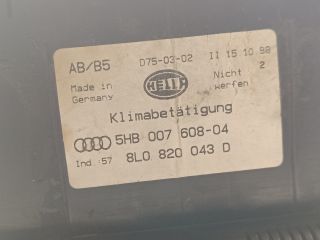 AB/B5 D75-03-02 II 15 10 98
Made in Germany HELLA Nicht werfen 2
Klimabetätigung
5HB 007 608-04
Ind :57 8L0 820 043 D